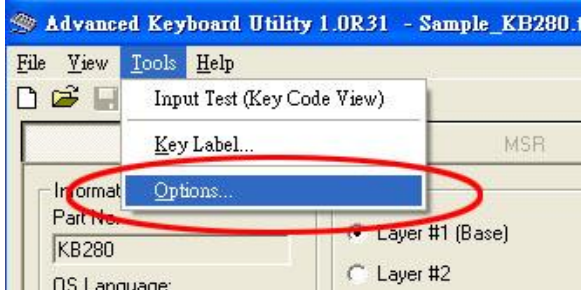 Advanced Keyboard Utility 1.0R31 - Sample_KB280.
File View Tools Help
Input Test (Key Code View)
Key Label...
MSR
Options...
Informat
Part No.
Layer #1 (Base)
KB280
Layer #2
OS Language: